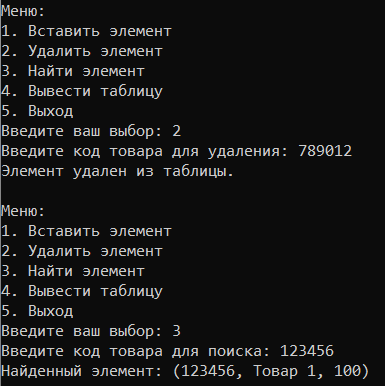 Меню:
1. Вставить элемент
2. Удалить элемент
3. Найти элемент
4. Вывести таблицу
5. Выход
Введите ваш выбор: 2
Введите код товара для удаления: 789012
Элемент удален из таблицы.

Меню:
1. Вставить элемент
2. Удалить элемент
3. Найти элемент
4. Вывести таблицу
5. Выход
Введите ваш выбор: 3
Введите код товара для поиска: 123456
Найденный элемент: (123456, Товар 1, 100)